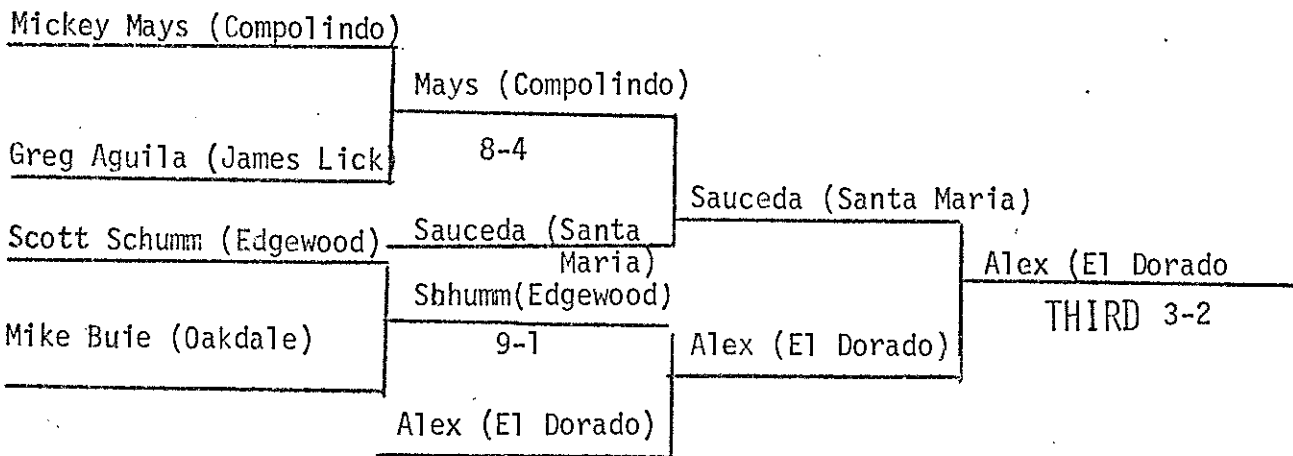 Mickey Mays (Compolindo)
Mays (Compolindo)
8-4
Greg Aguila (James Lick)
Sauceda (Santa Maria)
Scott Schumm (Edgewood)
Sauceda (Santa
Maria)
Alex (El Dorado
THIRD 3-2
Sbhumm(Edgewood)
Mike Buie (Oakdale)
9-1
Alex (El Dorado)
Alex (El Dorado)